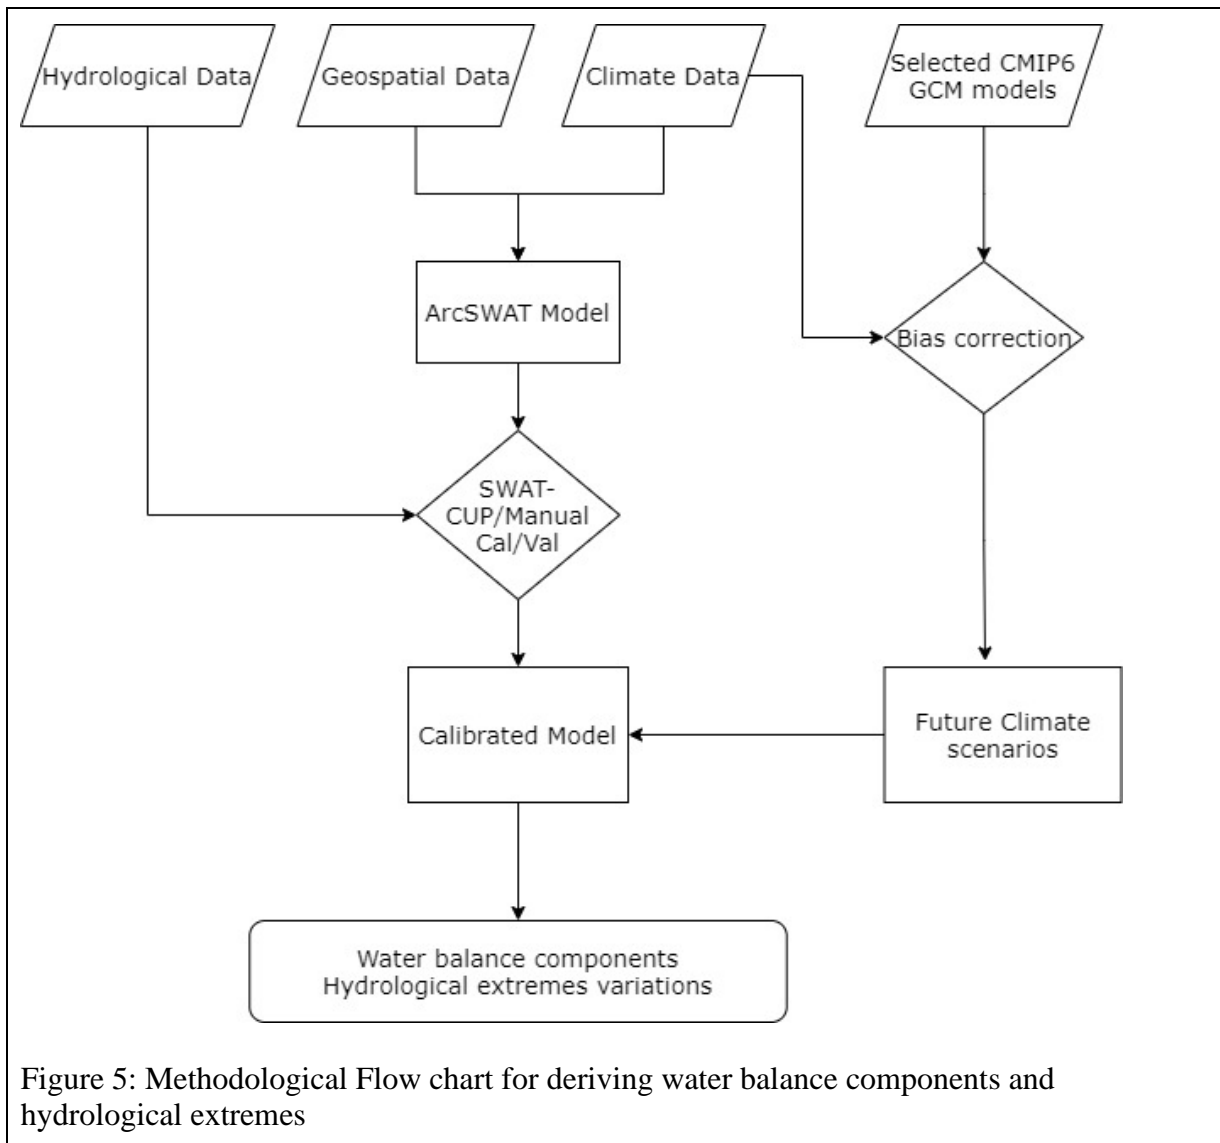 Hydrological Data
Geospatial Data
Climate Data
Selected CMIP6
GCM models
ArcSWAT Model
Bias correction
SWAT-
CUP/Manual
Cal/Val
Calibrated Model
Future Climate
scenarios
Water balance components
Hydrological extremes variations
Figure 5: Methodological Flow chart for deriving water balance components and
hydrological extremes